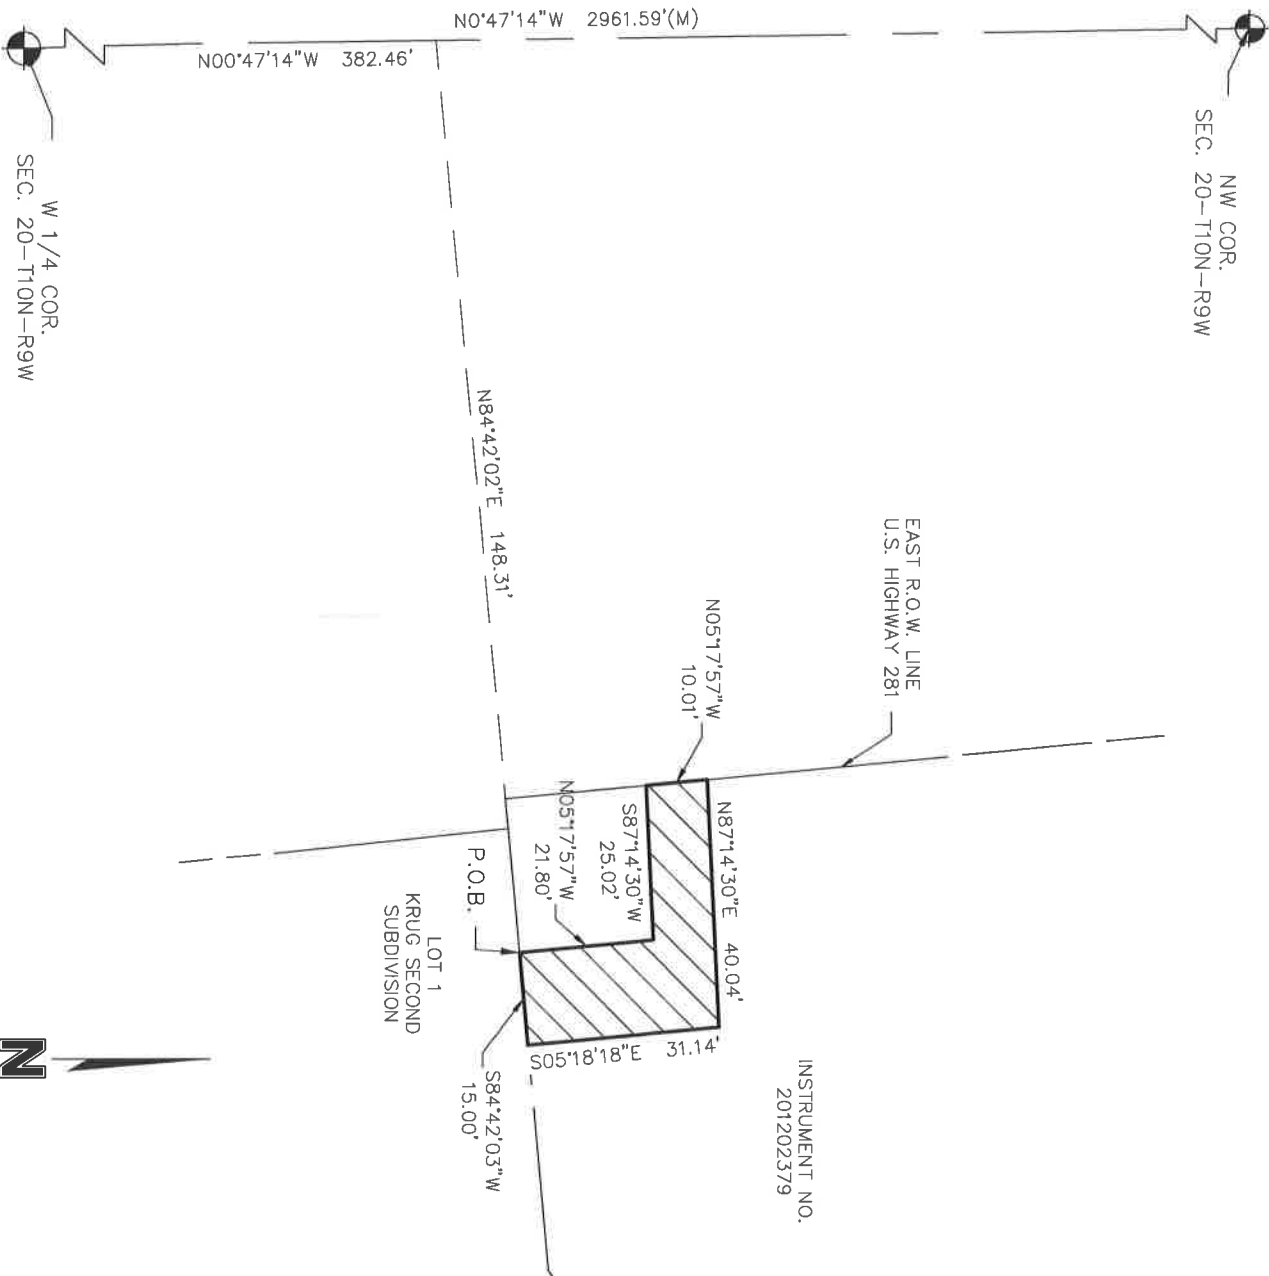 N0°47'14"W 2961.59'(M)
N00°47'14"W 382.46'
NW COR.
SEC. 20-T10N-R9W
W 1/4 COR.
SEC. 20-T10N-R9W
N84°42'02"E 148.31'
EAST R.O.W. LINE
U.S. HIGHWAY 281
N05°17'57"W
10.01'
N87°14'30"E 40.04'
S87°14'30"W
25.02'
N05°17'57"W
21.80'
P.O.B.
LOT 1
KRUG SECOND
SUBDIVISION
S05°18'18"E 31.14'
S84°42'03"W
15.00'
INSTRUMENT NO.
201202379
N